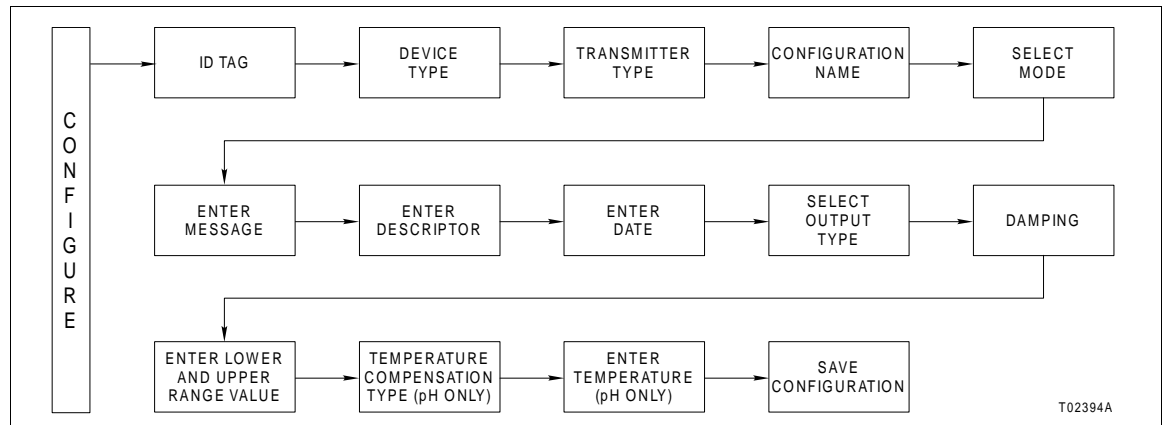 CONFIGURE
ID TAG
DEVICE
TYPE
TRANSMITTER
TYPE
CONFIGURATION
NAME
SELECT
MODE
ENTER
MESSAGE
ENTER
DESCRIPTOR
ENTER
DATE
SELECT
OUTPUT
TYPE
DAMPING
ENTER LOWER
AND UPPER
RANGE VALUE
TEMPERATURE
COMPENSATION
TYPE (pH ONLY)
ENTER
TEMPERATURE
(pH ONLY)
SAVE
CONFIGURATION
T02394A